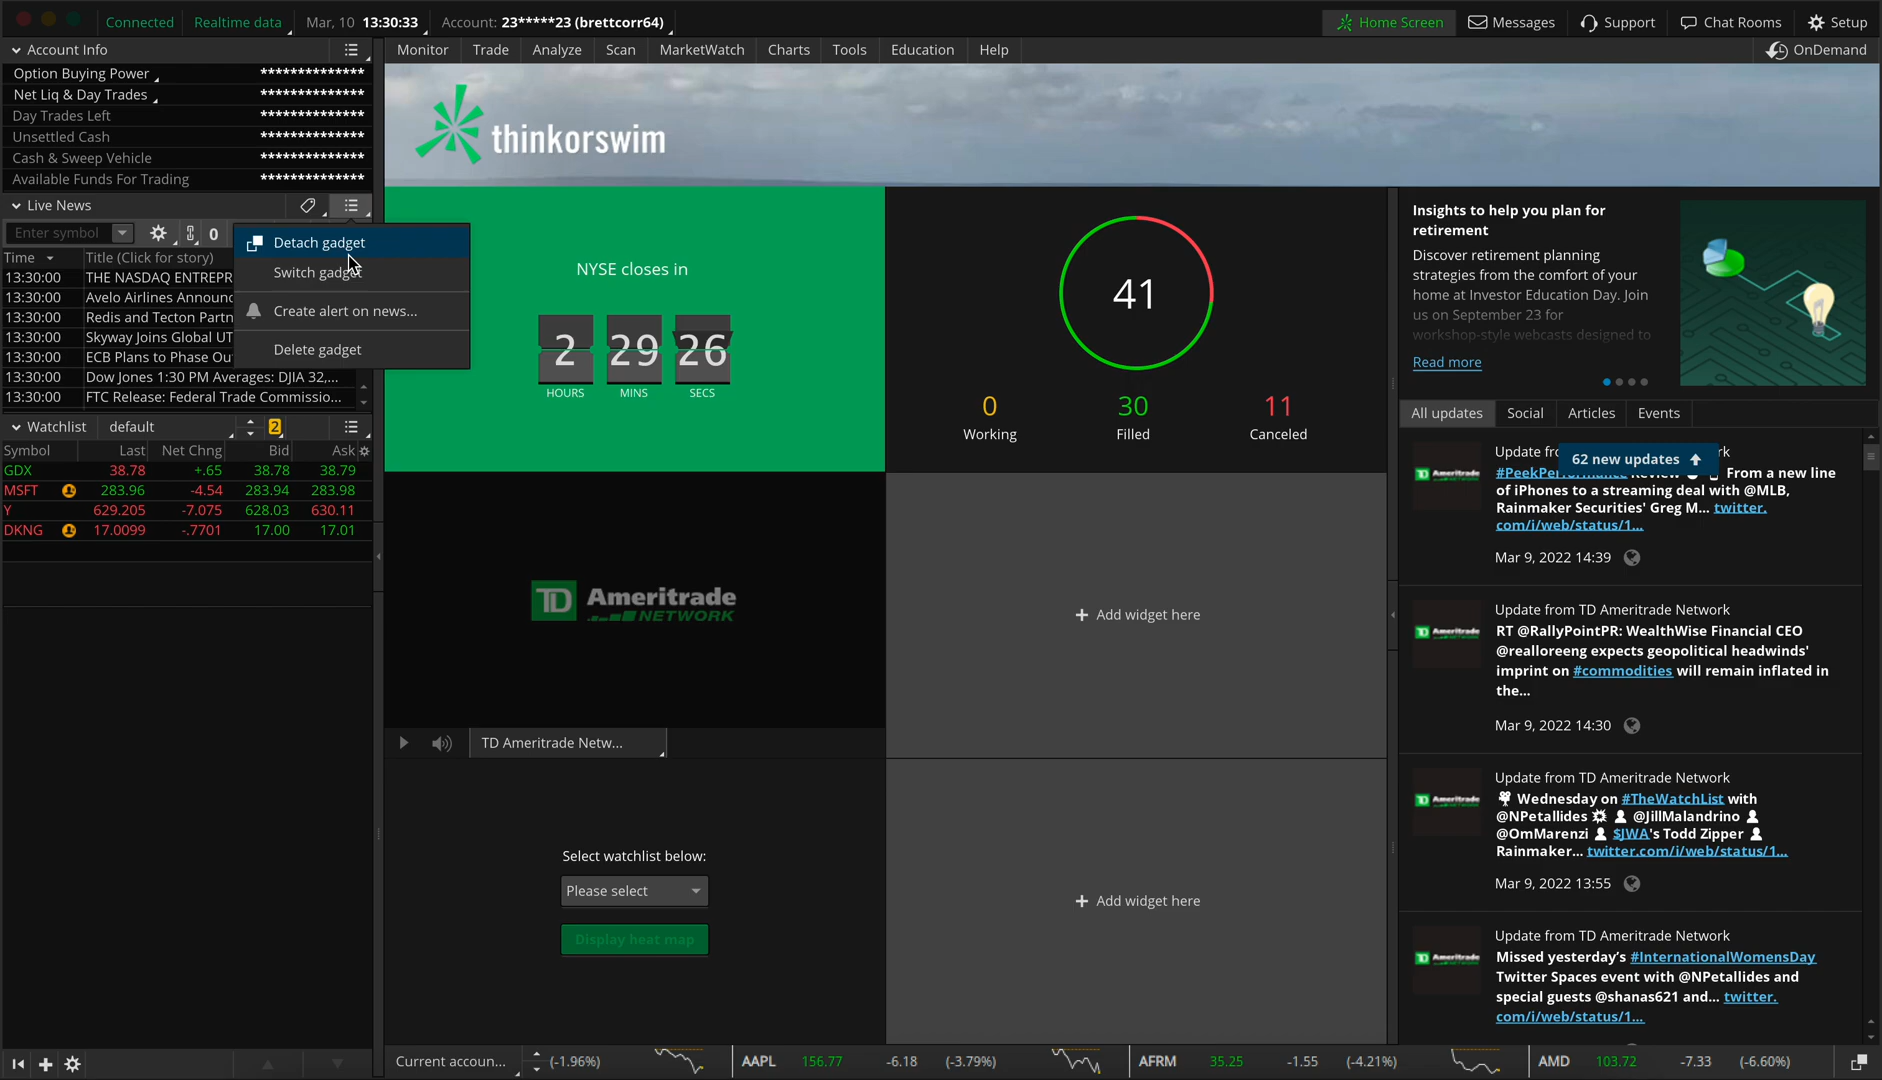 Connected Realtime data Mar, 10 13:30:33 Account: 23*****23 (brettcorr64) Home Screen Messages Support Chat Rooms Setup
Account Info
Monitor Trade Analyze Scan MarketWatch Charts Tools Education Help OnDemand
Option Buying Power **************
Net Liq & Day Trades **************
Day Trades Left **************
Unsettled Cash **************
Cash & Sweep Vehicle **************
Available Funds For Trading **************
thinkorswim
Live News
Enter symbol 0
Time Title (Click for story)
13:30:00 THE NASDAQ ENTREPR
13:30:00 Avelo Airlines Announc
13:30:00 Redis and Tecton Partn
13:30:00 Skyway Joins Global UT
13:30:00 ECB Plans to Phase Ou
13:30:00 Dow Jones 1:30 PM Averages: DJIA 32,...
13:30:00 FTC Release: Federal Trade Commissio...
Detach gadget
Switch gadget
Create alert on news...
Delete gadget
Watchlist default 2
Symbol Last Net Chng Bid Ask
GDX 38.78 +.65 38.78 38.79
MSFT 283.96 -4.54 283.94 283.98
Y 629.205 -7.075 628.03 630.11
DKNG 17.0099 -.7701 17.00 17.01
NYSE closes in
2 29 26
HOURS MINS SECS
41
0 30 11
Working Filled Canceled
TD Ameritrade
NETWORK
TD Ameritrade Netw...
+ Add widget here
Select watchlist below:
Please select
Display heat map
+ Add widget here
Insights to help you plan for
retirement
Discover retirement planning
strategies from the comfort of your
home at Investor Education Day. Join
us on September 23 for
workshop-style webcasts designed to
Read more
All updates Social Articles Events
62 new updates
#PeekPerformance Review From a new line
of iPhones to a streaming deal with @MLB,
Rainmaker Securities' Greg M... twitter.
com/i/web/status/1...
Mar 9, 2022 14:39
Update from TD Ameritrade Network
RT @RallyPointPR: WealthWise Financial CEO
@realloreeng expects geopolitical headwinds'
imprint on #commodities will remain inflated in
the...
Mar 9, 2022 14:30
Update from TD Ameritrade Network
Wednesday on #TheWatchList with
@NPetallides @JillMalandrino
@OmMarenzi $JWA's Todd Zipper
Rainmaker... twitter.com/i/web/status/1...
Mar 9, 2022 13:55
Update from TD Ameritrade Network
Missed yesterday's #InternationalWomensDay
Twitter Spaces event with @NPetallides and
special guests @shanas621 and... twitter.
com/i/web/status/1...
Current accoun... (-1.96%) AAPL 156.77 -6.18 (-3.79%) AFRM 35.25 -1.55 (-4.21%) AMD 103.72 -7.33 (-6.60%)